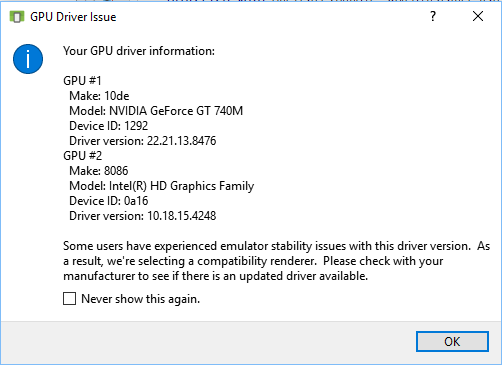 GPU Driver Issue
Your GPU driver information:
GPU #1
Make: 10de
Model: NVIDIA GeForce GT 740M
Device ID: 1292
Driver version: 22.21.13.8476
GPU #2
Make: 8086
Model: Intel(R) HD Graphics Family
Device ID: 0a16
Driver version: 10.18.15.4248
Some users have experienced emulator stability issues with this driver version.  As
a result, we're selecting a compatibility renderer.  Please check with your
manufacturer to see if there is an updated driver available.
Never show this again.
OK